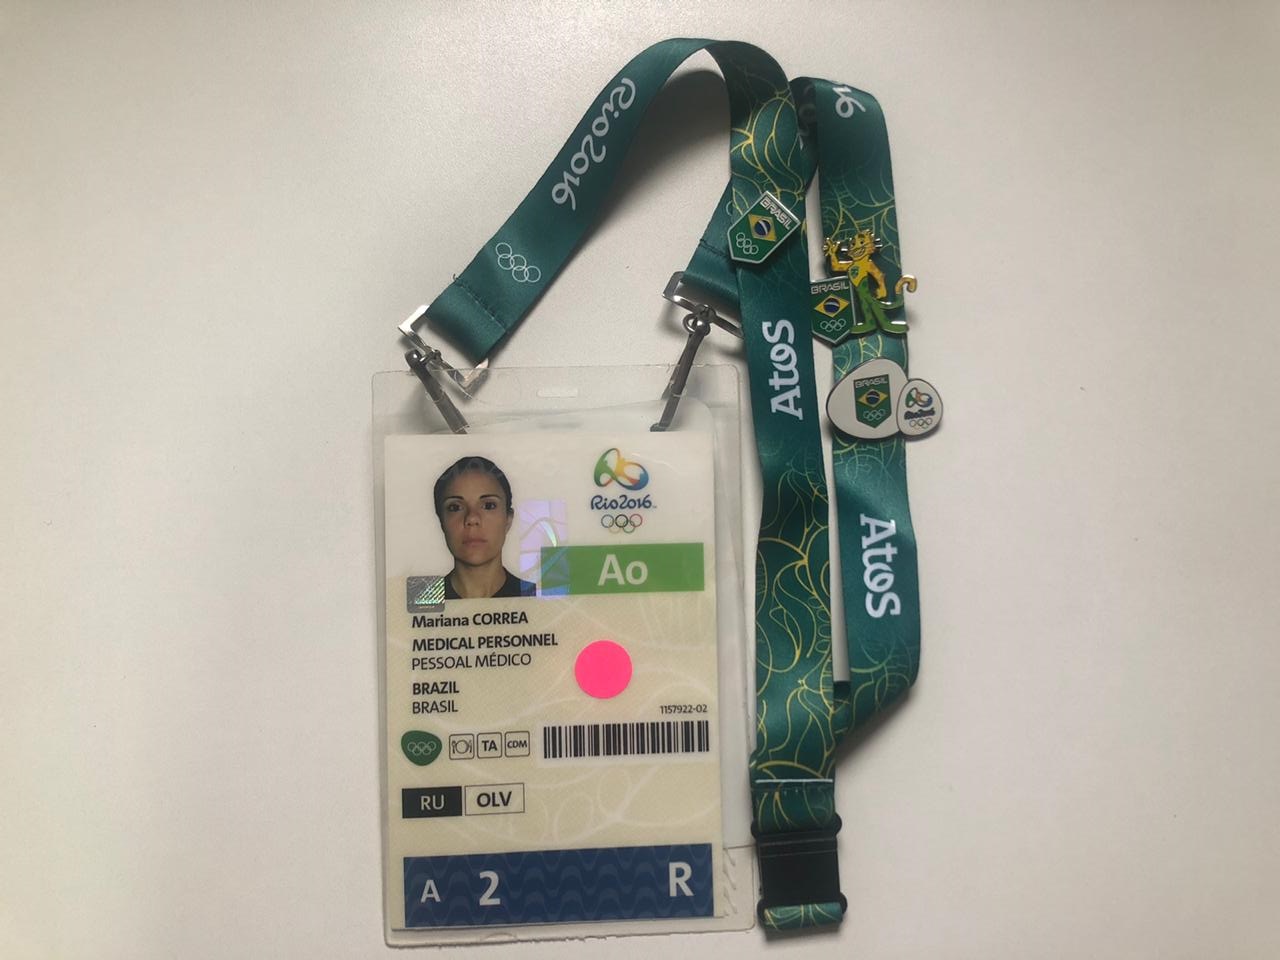 Rio2016
16
BRASIL
BRASIL
BRASIL
Rio2016
Atos
Atos
Rio2016
Ao
Mariana CORREA
MEDICAL PERSONNEL
PESSOAL MÉDICO
BRAZIL
BRASIL
1157922-02
TA CDM
RU OLV
A 2 R